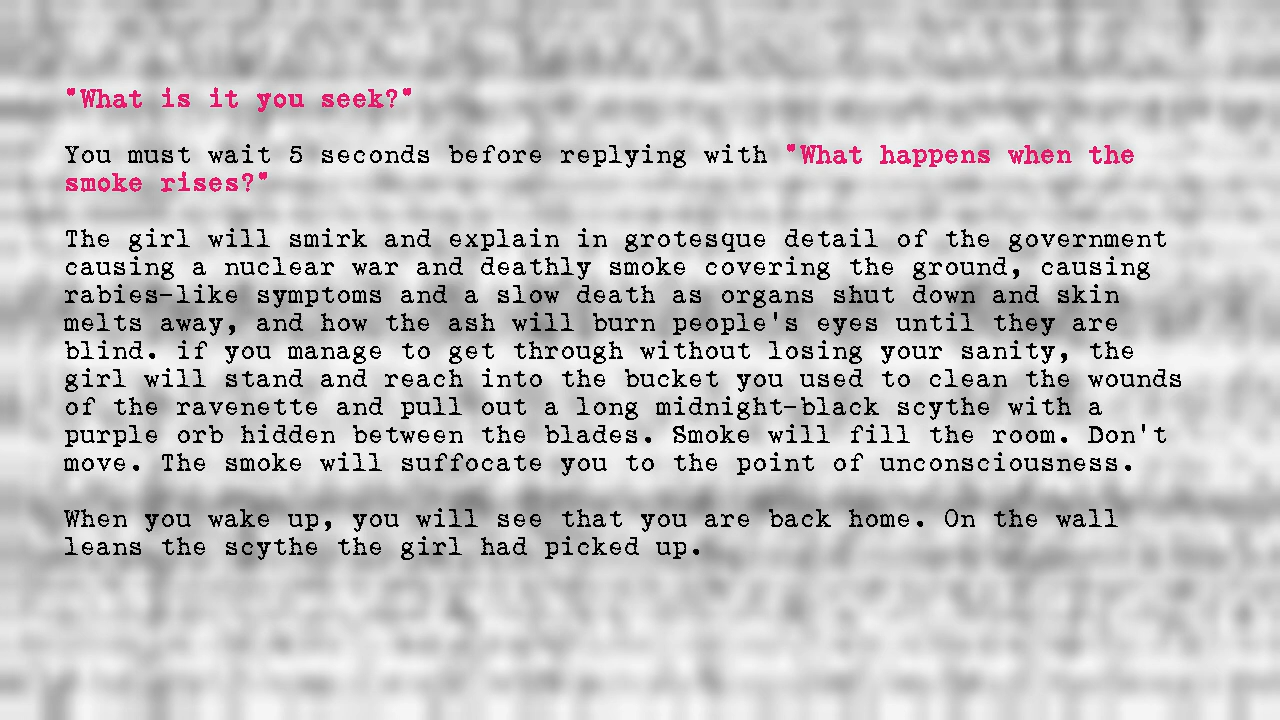 "What is it you seek?"
You must wait 5 seconds before replying with "What happens when the
smoke rises?"
The girl will smirk and explain in grotesque detail of the government
causing a nuclear war and deathly smoke covering the ground, causing
rabies-like symptoms and a slow death as organs shut down and skin
melts away, and how the ash will burn people's eyes until they are
blind. if you manage to get through without losing your sanity, the
girl will stand and reach into the bucket you used to clean the wounds
of the ravenette and pull out a long midnight-black scythe with a
purple orb hidden between the blades. Smoke will fill the room. Don't
move. The smoke will suffocate you to the point of unconsciousness.
When you wake up, you will see that you are back home. On the wall
leans the scythe the girl had picked up.